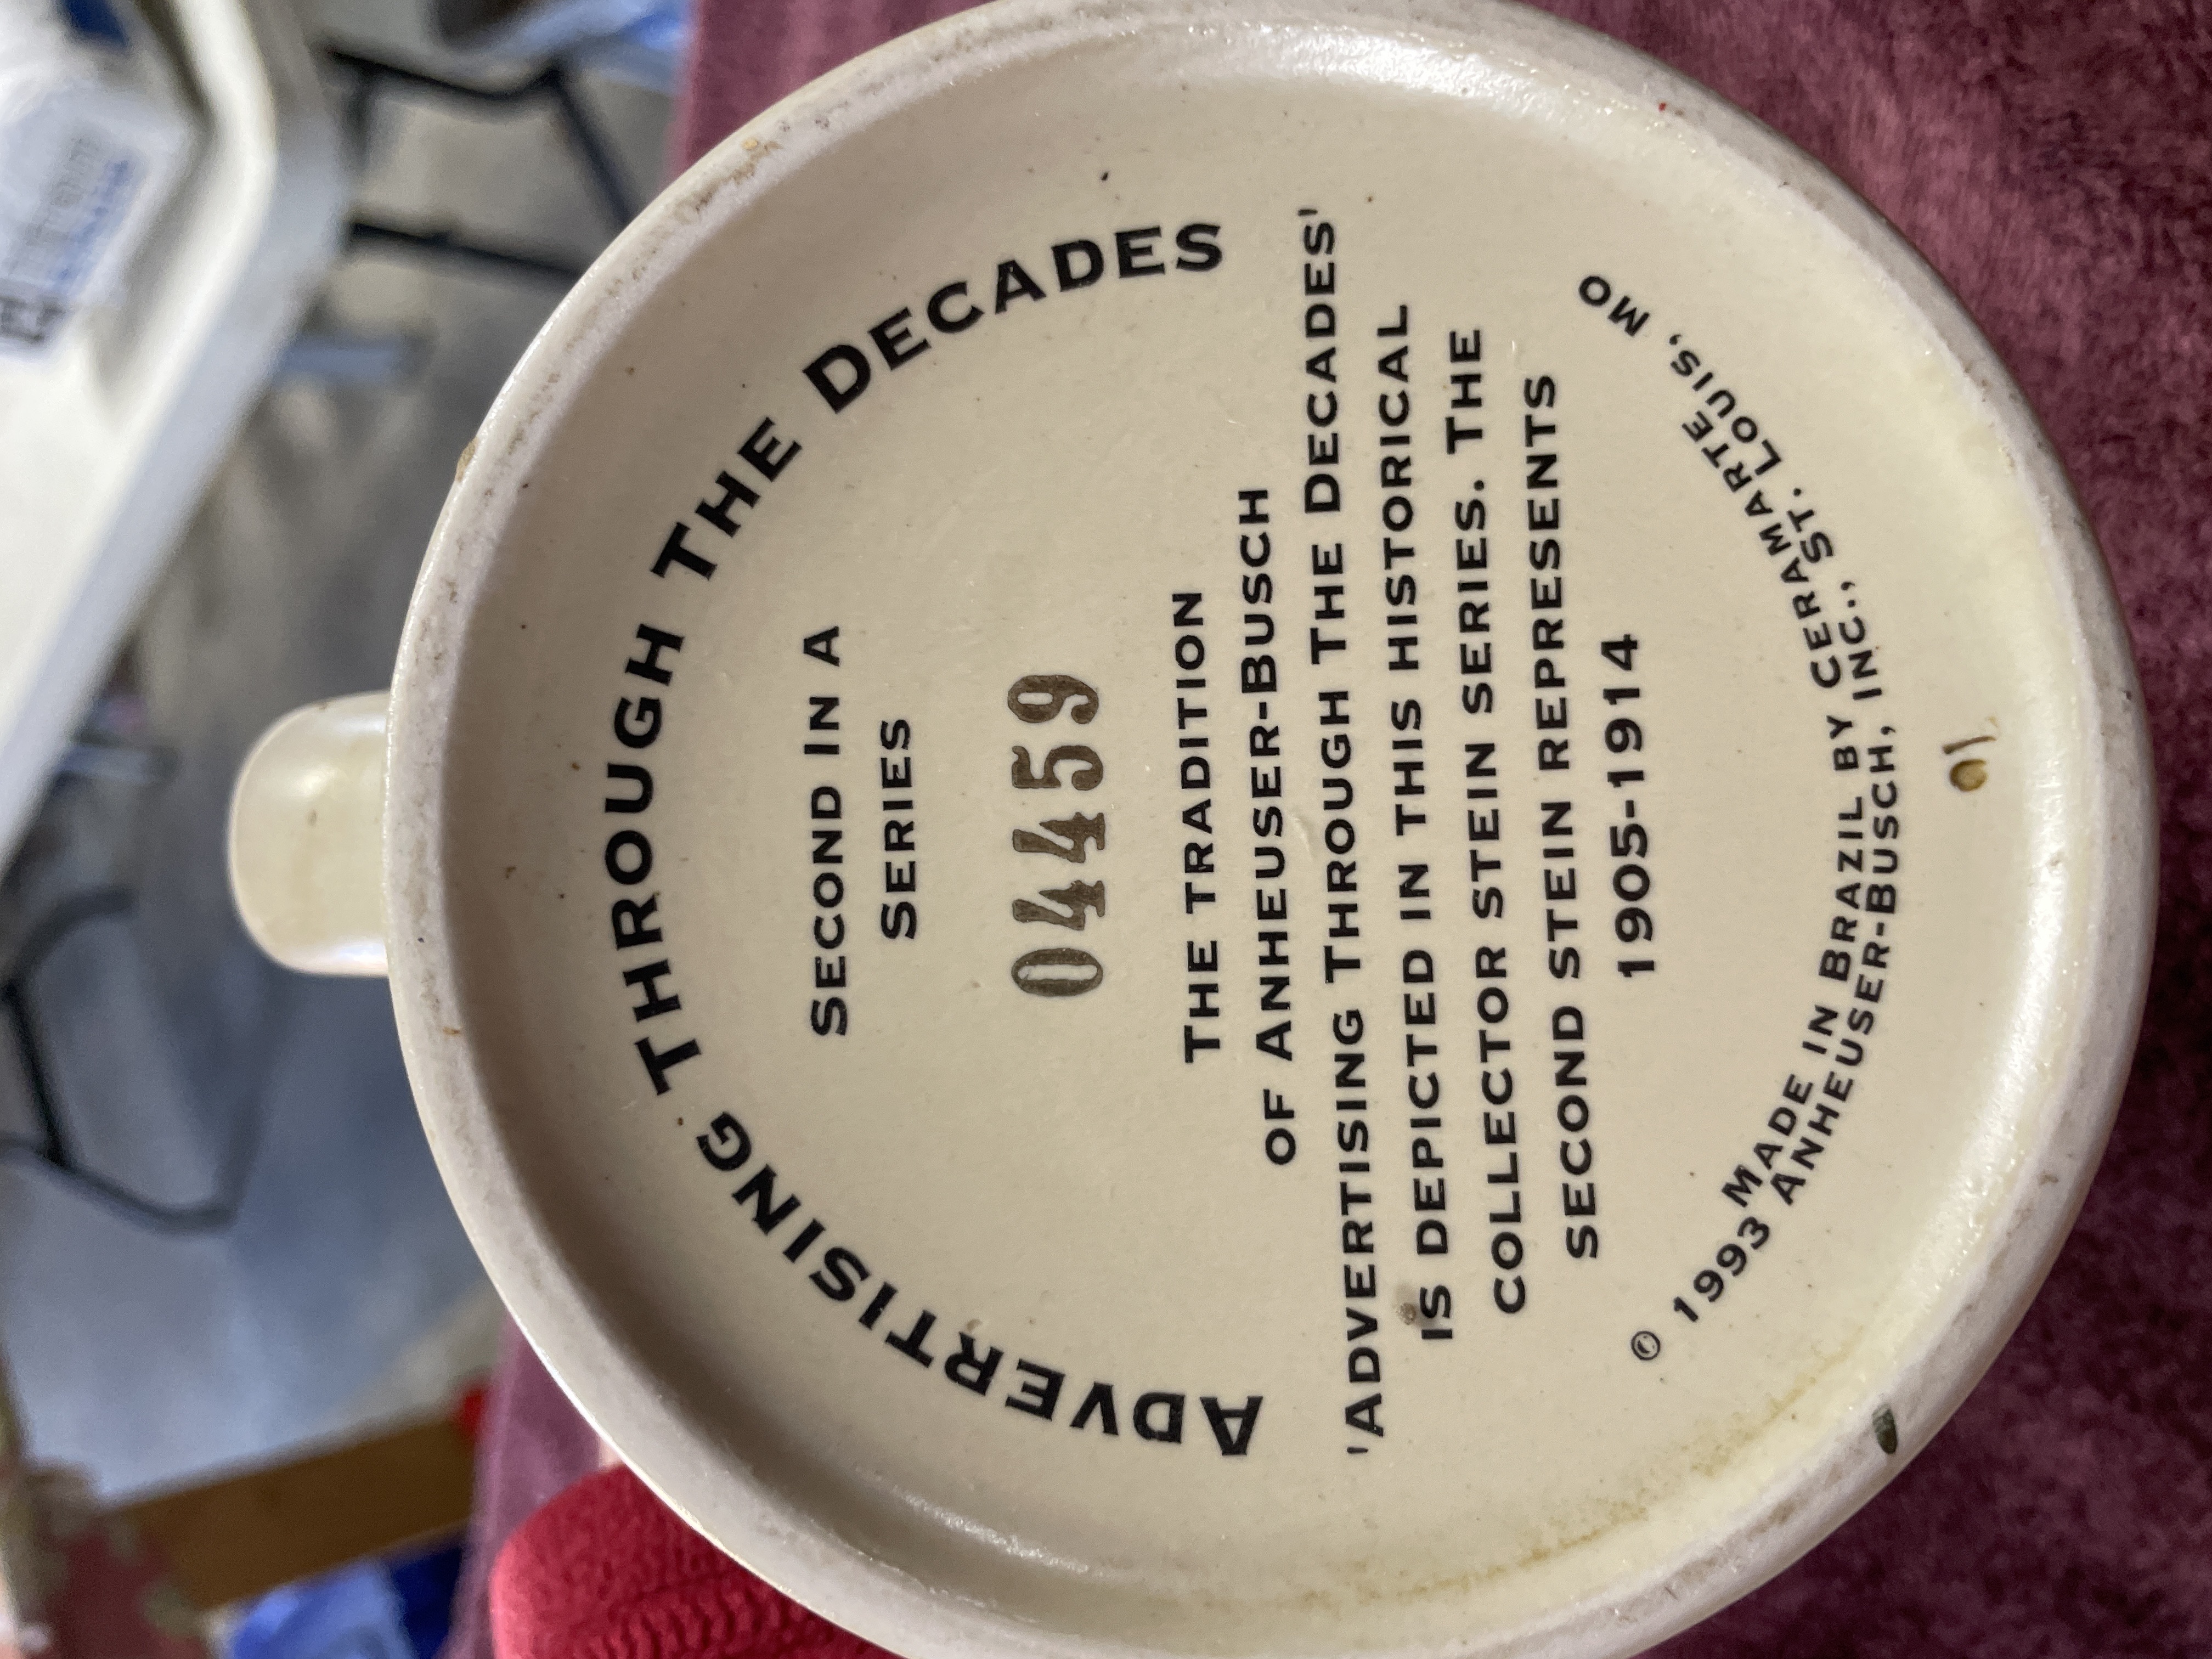 ADVERTISING THROUGH THE DECADES
SECOND IN A
SERIES
04459
THE TRADITION
OF ANHEUSER-BUSCH
'ADVERTISING THROUGH THE DECADES'
IS DEPICTED IN THIS HISTORICAL
COLLECTOR STEIN SERIES. THE
SECOND STEIN REPRESENTS
1905-1914
MADE IN BRAZIL BY CERAMARTE
© 1993 ANHEUSER-BUSCH, INC., ST. LOUIS, MO